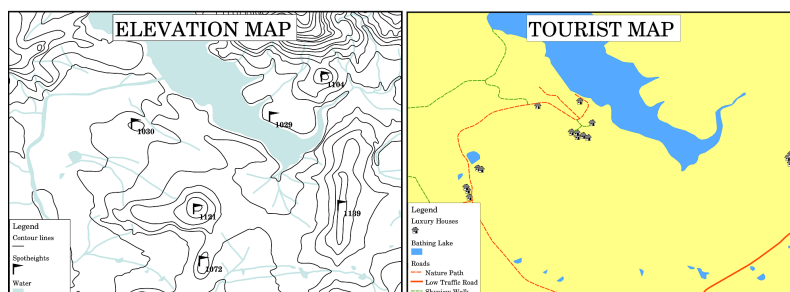 ELEVATION MAP
1104
1029
1030
1121
1139
1072
Legend
Contour lines
Spotheights
Water
TOURIST MAP
Legend
Luxury Houses
Bathing Lake
Roads
Nature Path
Low Traffic Road